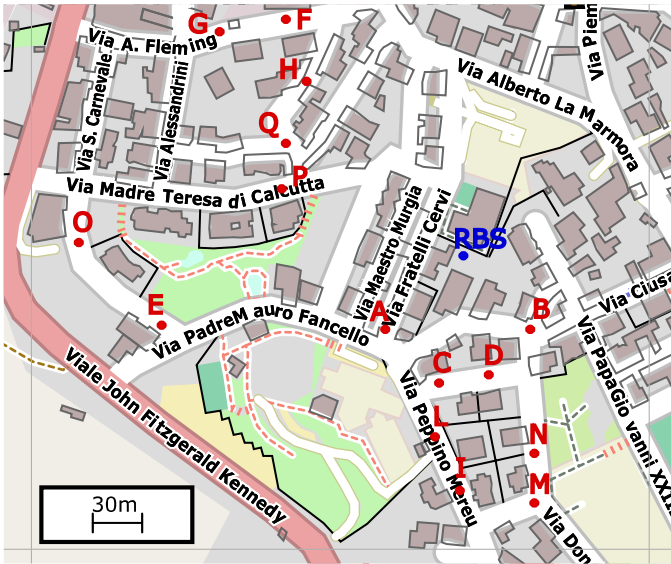 F
G
Via A. Fleming
Via Piem
H
Via Alberto La Marmora
Via S. Carnevale
Via Alessandrini
Q
P
Via Madre Teresa di Calcutta
O
RBS
Via Maestro Murgia
Via Fratelli Cervi
Via Ciusa
E
A
B
Via PadreM auro Fancello
Via PapaGio vanni XXII
Viale John Fitzgerald Kennedy
C
D
Via Peppino Mereu
L
N
I
M
30m
Via Don